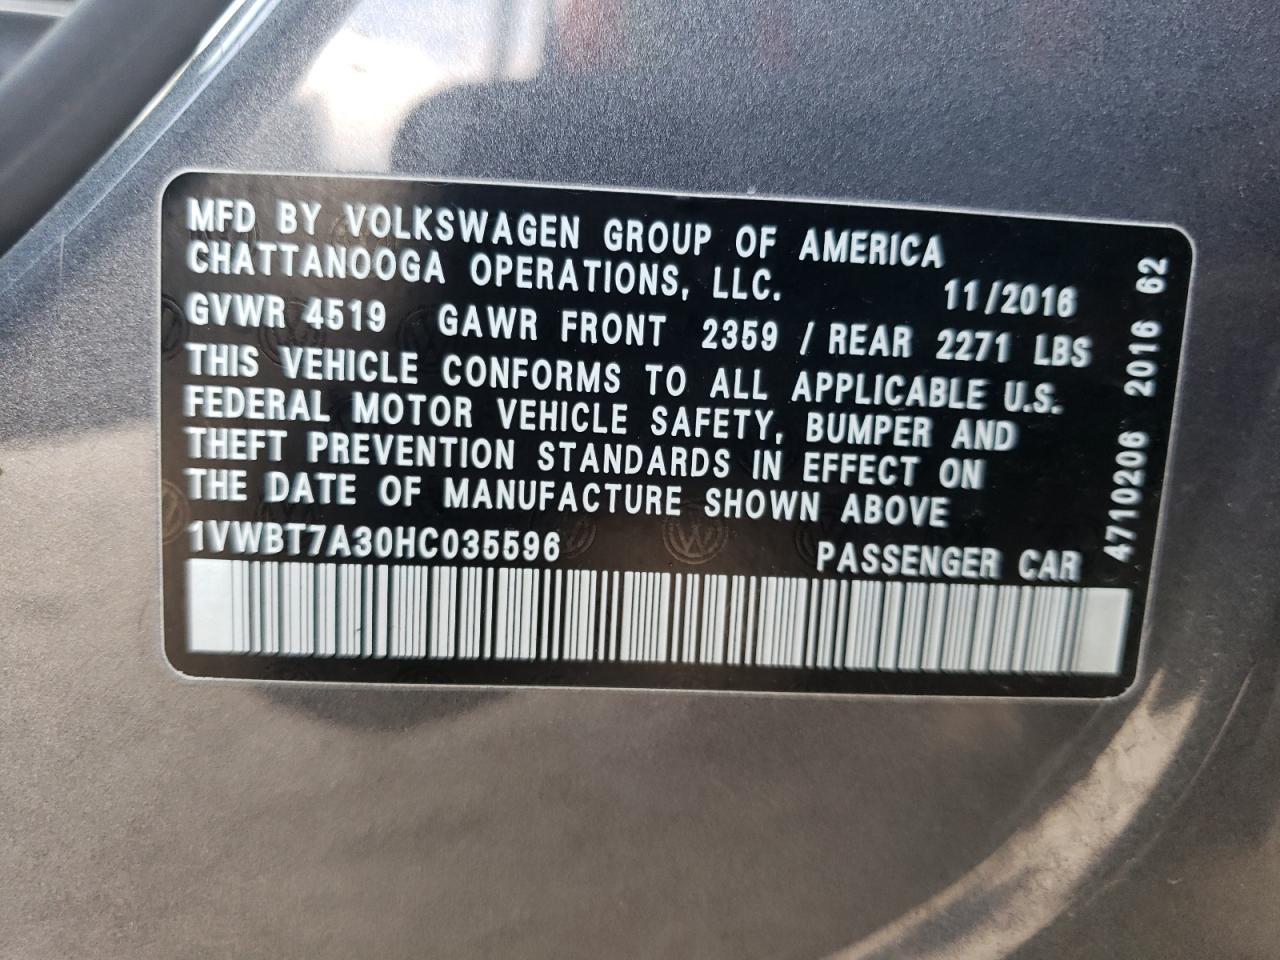 MFD BY VOLKSWAGEN GROUP OF AMERICA
CHATTANOOGA OPERATIONS, LLC. 11/2016
GVWR 4519 GAWR FRONT 2359 / REAR 2271 LBS
THIS VEHICLE CONFORMS TO ALL APPLICABLE U.S.
FEDERAL MOTOR VEHICLE SAFETY, BUMPER AND
THEFT PREVENTION STANDARDS IN EFFECT ON
THE DATE OF MANUFACTURE SHOWN ABOVE
1VWBT7A30HC035596 PASSENGER CAR
4710206 2016 62